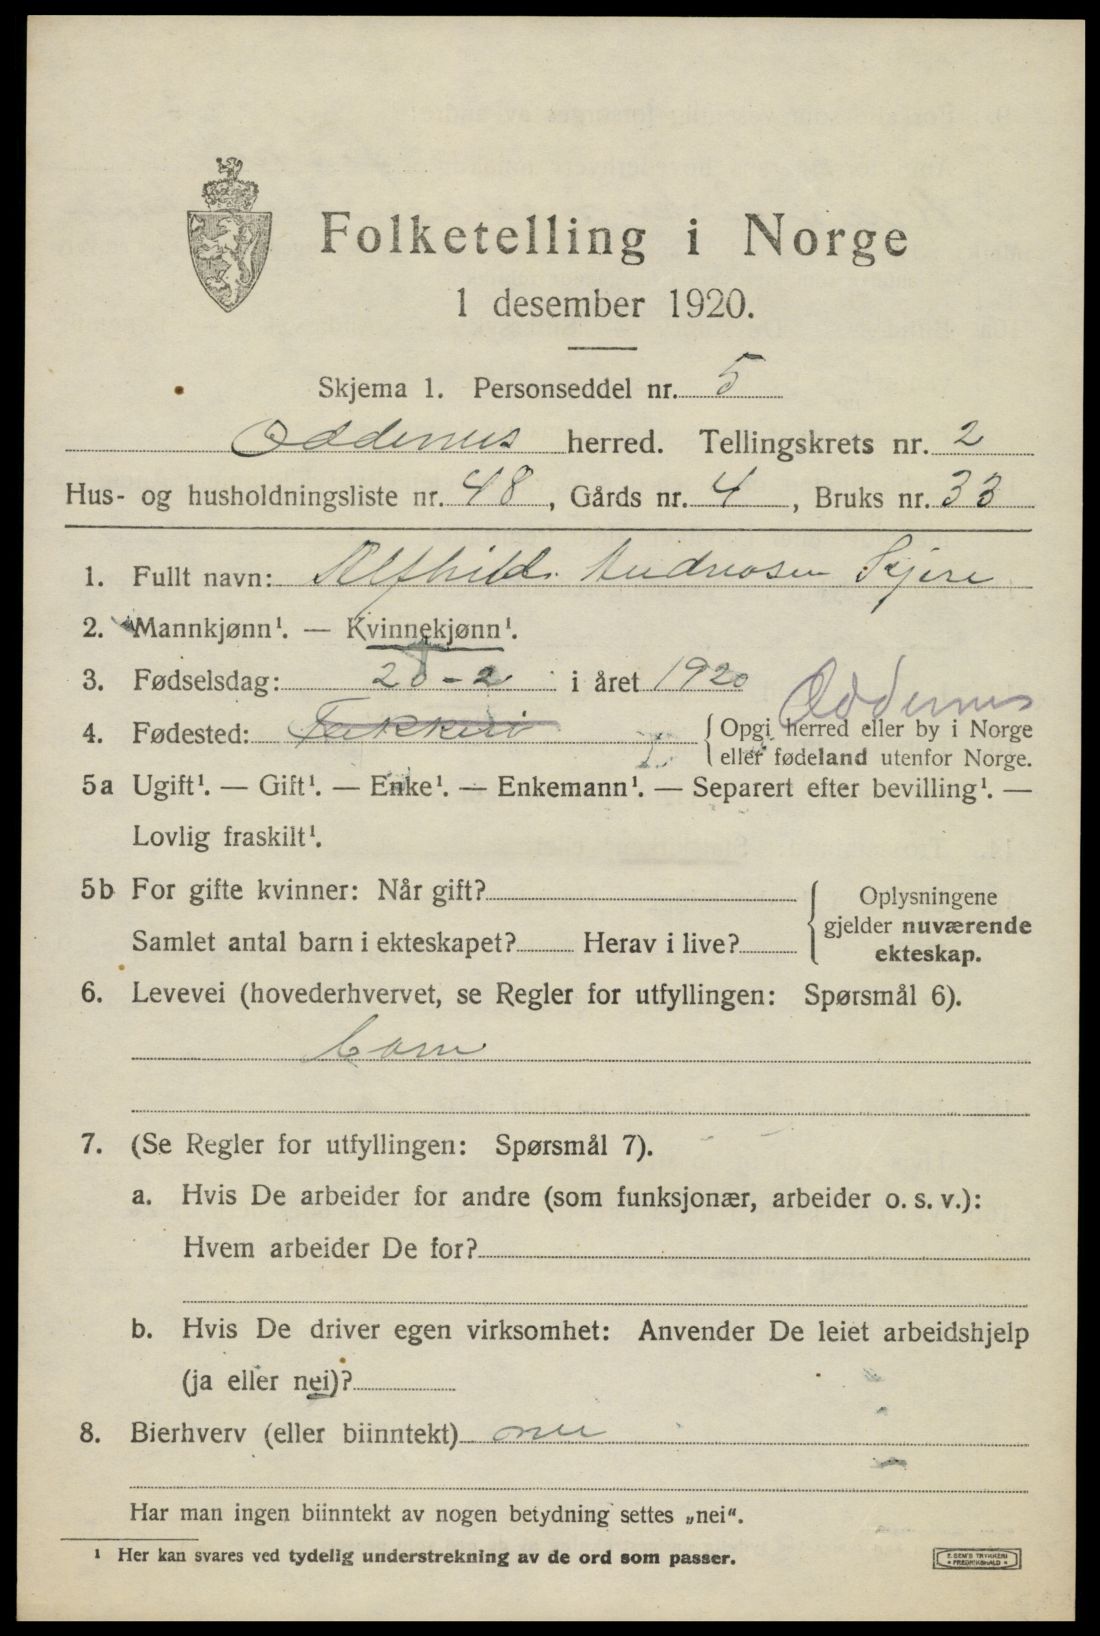 Folketelling i Norge
1 desember 1920.
Skjema 1. Personseddel nr. 5
Oddernes herred. Tellingskrets nr. 2
Hus- og husholdningsliste nr. 48, Gårds nr. 4, Bruks nr. 33
1. Fullt navn: Alfhild Andreasen
2. Mannkjønn¹. — Kvinnekjønn¹.
3. Fødselsdag: 28-2 i året 1920
Oddernes
4. Fødested: { Opgi herred eller by i Norge
eller fødeland utenfor Norge.
5a Ugift¹. — Gift¹. — Enke¹. — Enkemann¹. — Separert efter bevilling¹. —
Lovlig fraskilt¹.
5b For gifte kvinner: Når gift?
Samlet antal barn i ekteskapet? Herav i live?
{ Oplysningene
gjelder nuværende
ekteskap.
6. Levevei (hovederhvervet, se Regler for utfyllingen: Spørsmål 6).
barn
7. (Se Regler for utfyllingen: Spørsmål 7).
a. Hvis De arbeider for andre (som funksjonær, arbeider o. s. v.):
Hvem arbeider De for?
b. Hvis De driver egen virksomhet: Anvender De leiet arbeidshjelp
(ja eller nei)?
8. Bierhverv (eller biinntekt) nei
Har man ingen biinntekt av nogen betydning settes „nei“.
¹ Her kan svares ved tydelig understrekning av de ord som passer.
E. SEM'S TRYKKERI
FREDRIKSHALD